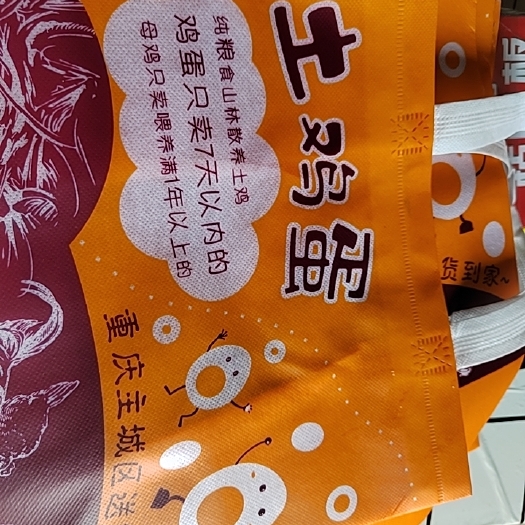 土鸡蛋
纯粮食山林散养土鸡
鸡蛋只卖7天以内的
母鸡只卖喂养满1年以上的
重庆主城区送
货到家~